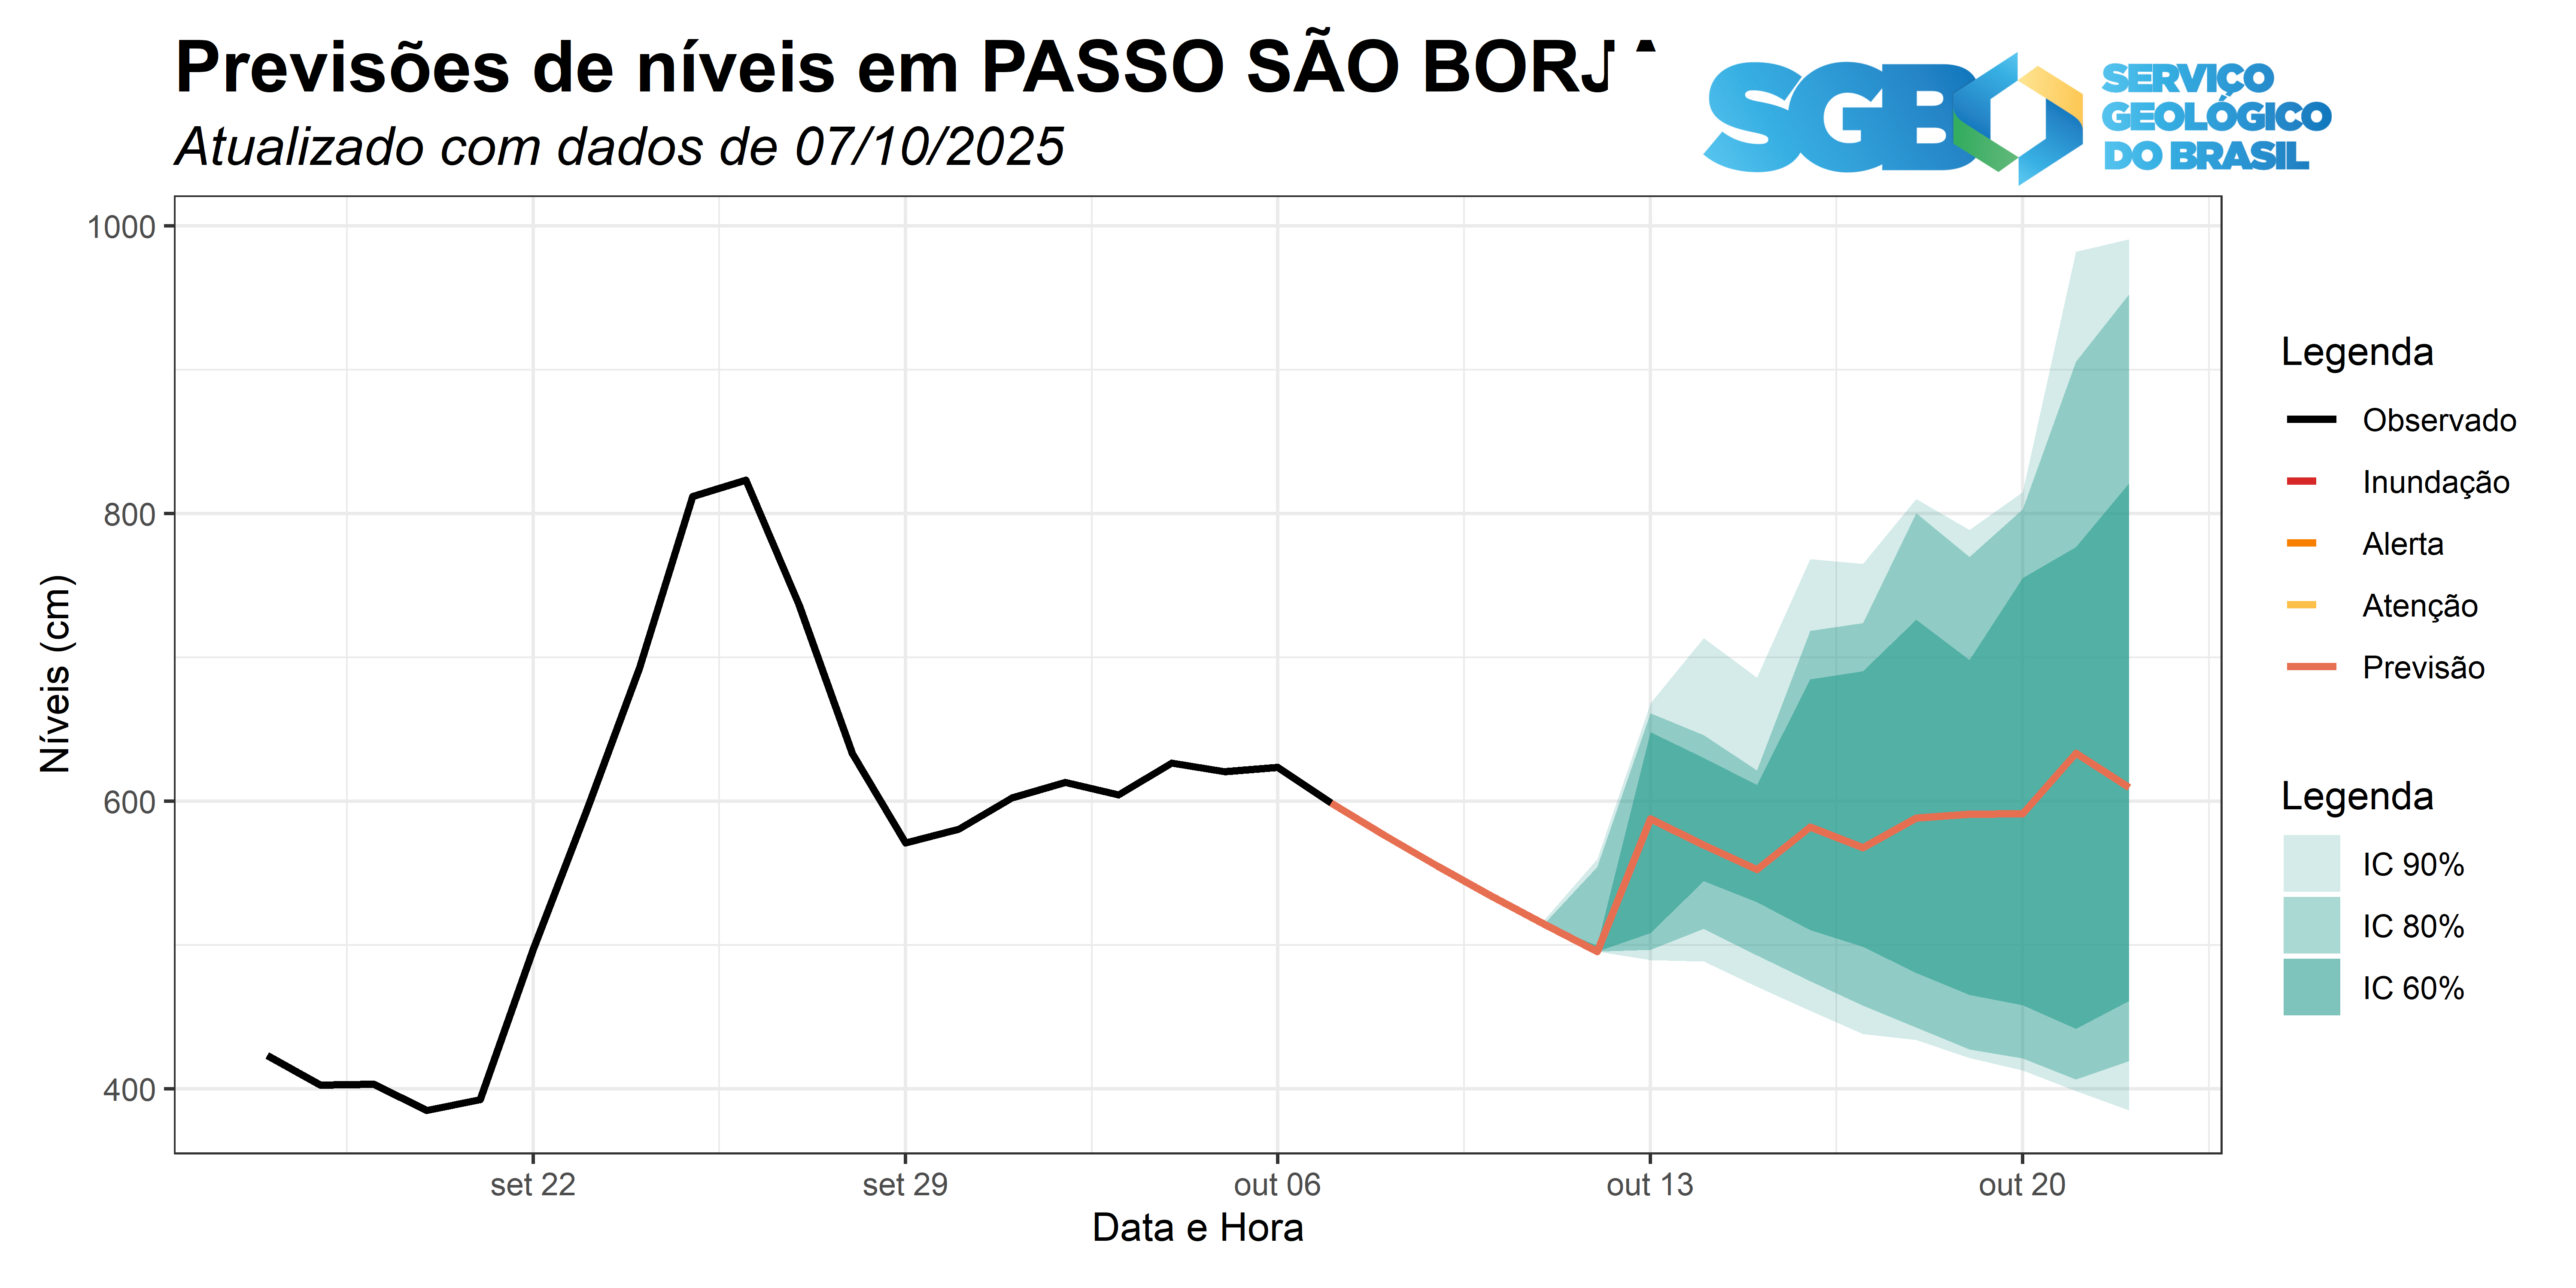 Previsões de níveis em PASSO SÃO BORJA
Atualizado com dados de 07/10/2025
SGB
SERVIÇO
GEOLÓGICO
DO BRASIL
1000
800
600
400
Níveis (cm)
set 22
set 29
out 06
out 13
out 20
Data e Hora
Legenda
Observado
Inundação
Alerta
Atenção
Previsão
Legenda
IC 90%
IC 80%
IC 60%